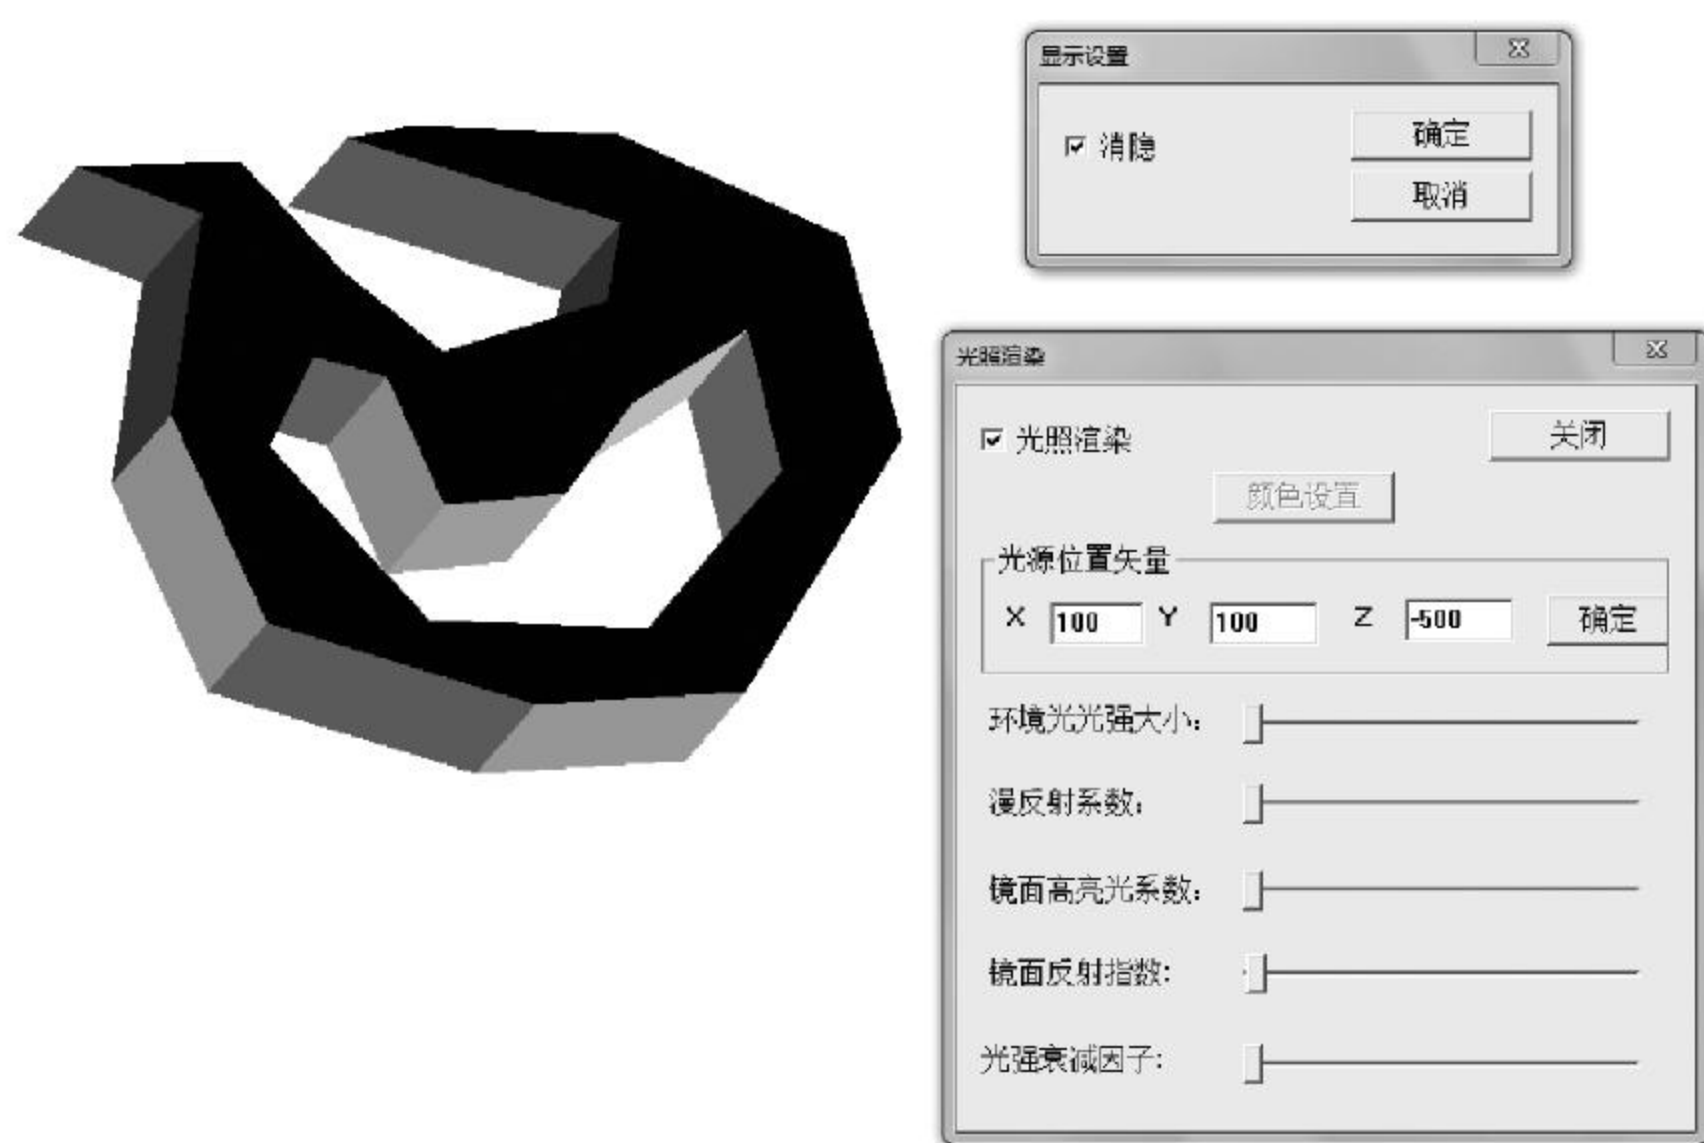 显示设置
消隐
确定
取消
光照渲染
光照渲染
关闭
颜色设置
光源位置矢量
X 100 Y 100 Z -500 确定
环境光光强大小:
漫反射系数:
镜面高亮光系数:
镜面反射指数:
光强衰减因子: